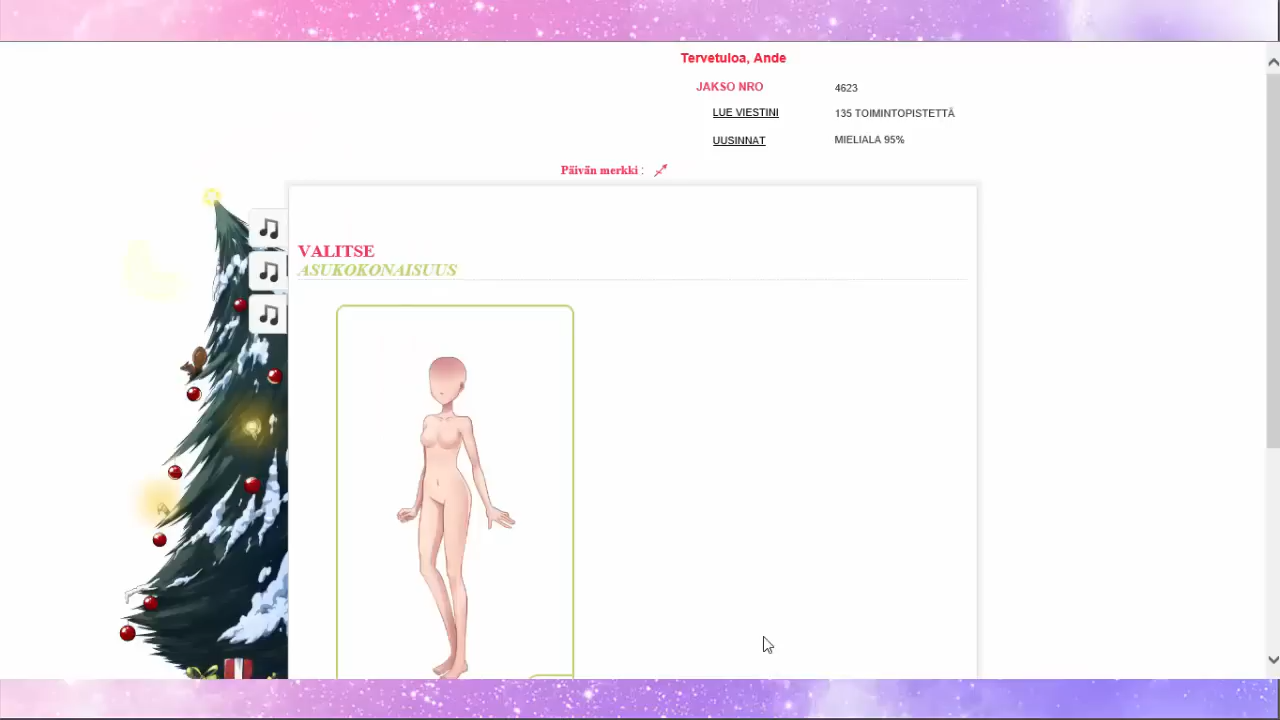 Tervetuloa, Ande
JAKSO NRO 4623
LUE VIESTINI 135 TOIMINTOPISTETTÄ
UUSINNAT MIELIALA 95%
Päivän merkki :
VALITSE
ASUKOKONAISUUS